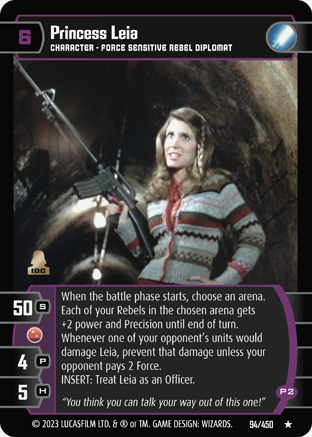 6
Princess Leia
CHARACTER - FORCE SENSITIVE REBEL DIPLOMAT
IDC
50 S
4 P
5 H
When the battle phase starts, choose an arena.
Each of your Rebels in the chosen arena gets
+2 power and Precision until end of turn.
Whenever one of your opponent's units would
damage Leia, prevent that damage unless your
opponent pays 2 Force.
INSERT: Treat Leia as an Officer.
P2
"You think you can talk your way out of this one!"
© 2023 LUCASFILM LTD. & ® or TM. GAME DESIGN: WIZARDS. 94/450